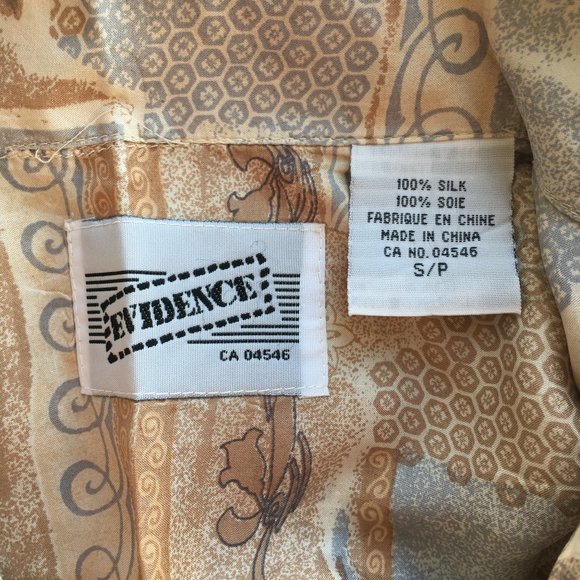 EVIDENCE
CA 04546
100% SILK
100% SOIE
FABRIQUE EN CHINE
MADE IN CHINA
CA NO. 04546
S/P